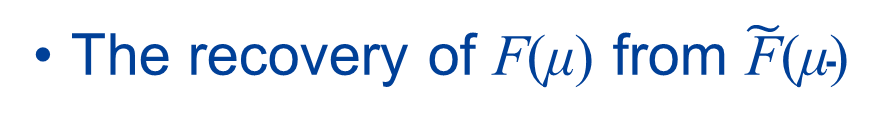 • The recovery of F(μ) from F̃(μ-)